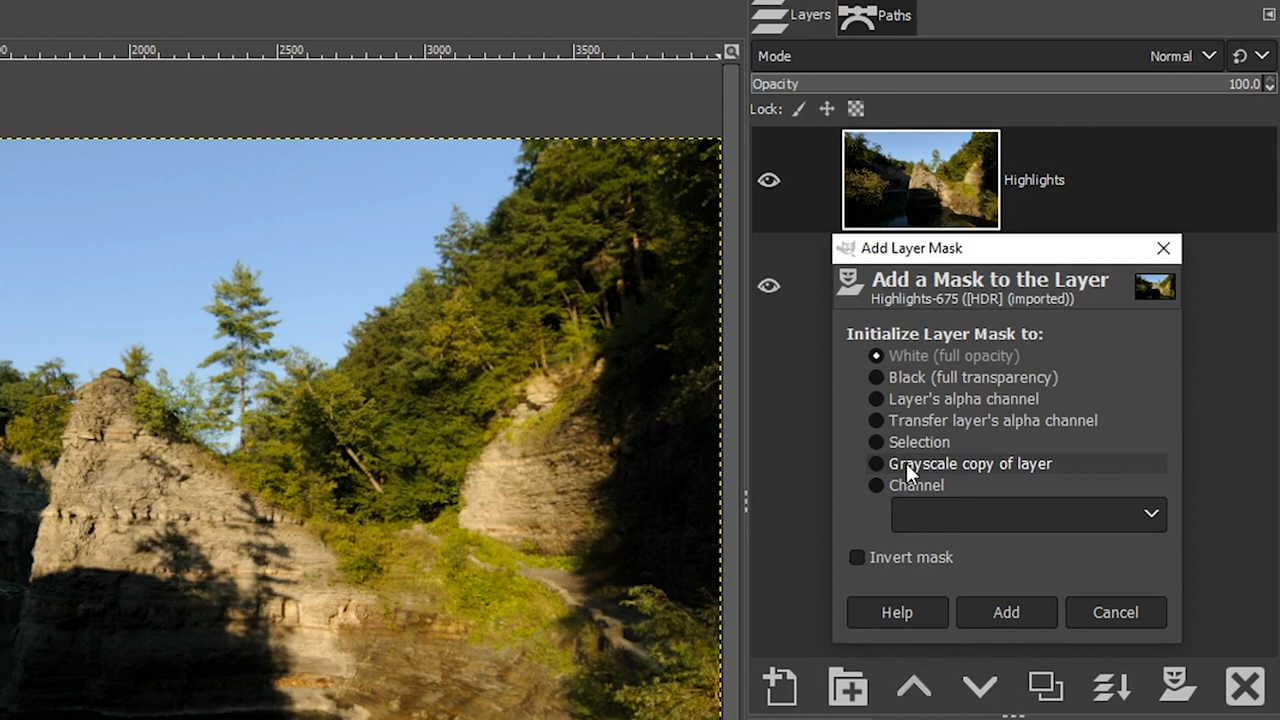 Layers
Paths
00
2000
2500
3000
3500
Mode
Normal
Opacity
100.0
Lock:
Highlights
Add Layer Mask
Add a Mask to the Layer
Highlights-675 ([HDR] (imported))
Initialize Layer Mask to:
White (full opacity)
Black (full transparency)
Layer's alpha channel
Transfer layer's alpha channel
Selection
Grayscale copy of layer
Channel
Invert mask
Help
Add
Cancel